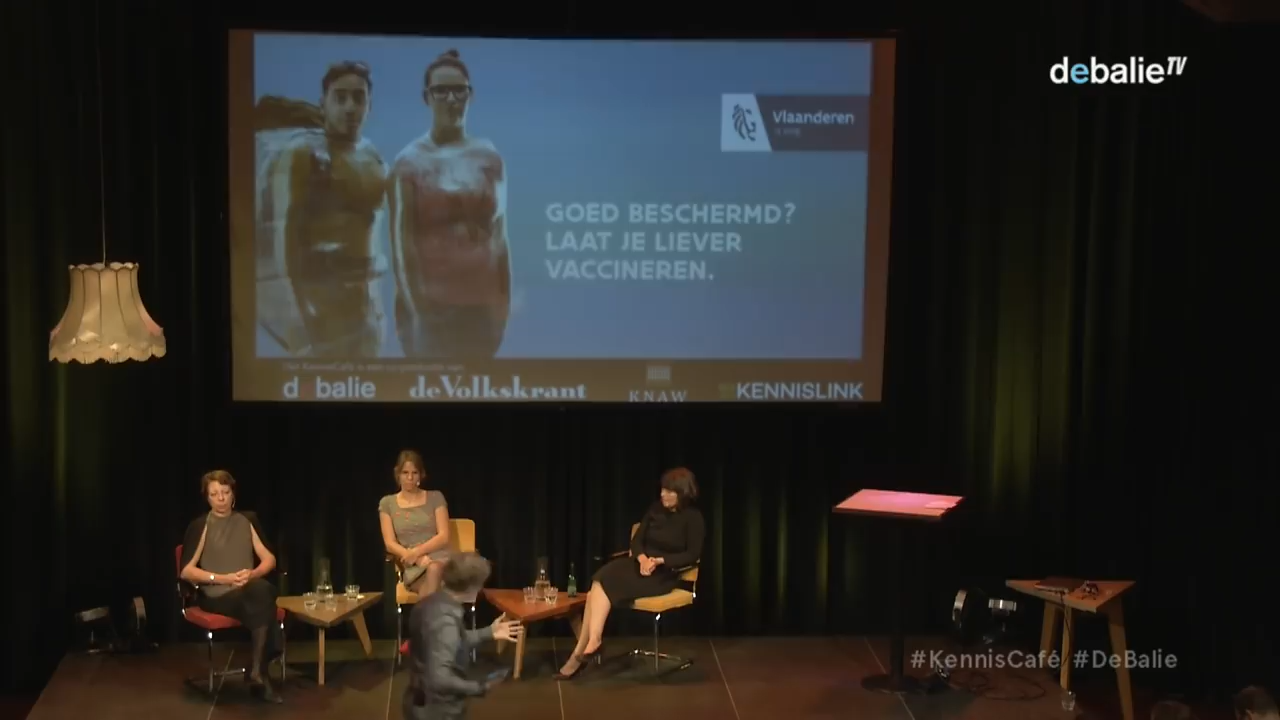 debalieTV
Vlaanderen
GOED BESCHERMD?
LAAT JE LIEVER
VACCINEREN.
d balie
deVolkskrant
KNAW
KENNISLINK
#KennisCafé #DeBalie